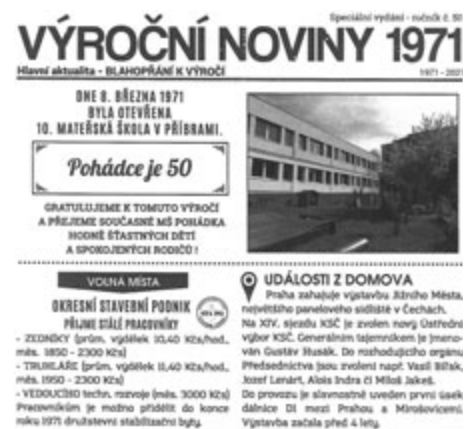 Speciální vydání - ročník č. 50
VÝROČNÍ NOVINY 1971
Hlavní aktualita - BLAHOPŘÁNÍ K VÝROČÍ
1971 - 2021
DNE 8. BŘEZNA 1971
BYLA OTEVŘENA
10. MATEŘSKÁ ŠKOLA V PŘÍBRAMI.
Pohádce je 50
GRATULUJEME K TOMUTO VÝROČÍ
A PŘEJEME SOUČASNÉ MŠ POHÁDKA
HODNĚ ŠŤASTNÝCH DĚTÍ
A SPOKOJENÝCH RODIČŮ !
VOLNÁ MÍSTA
OKRESNÍ STAVEBNÍ PODNIK
PŘIJME STÁLÉ PRACOVNÍKY
- ZEDNÍKY (prům. výdělek 10,40 Kčs/hod.,
měs. 1850 - 2300 Kčs)
- TRUHLÁŘE (prům. výdělek 11,40 Kčs/hod.,
měs. 1950 - 2300 Kčs)
- VEDOUCÍHO techn. rozvoje (měs. 3000 Kčs)
Pracovníkům je možno přidělit do konce
roku 1971 družstevní stabilizační byty.
UDÁLOSTI Z DOMOVA
Praha zahajuje výstavbu Jižního Města,
největšího panelového sídliště v Čechách.
Na XIV. sjezdu KSČ je zvolen nový Ústřední
výbor KSČ. Generálním tajemníkem je jmeno-
ván Gustáv Husák. Do rozhodujícího orgánu
Předsednictva jsou zvoleni např. Vasil Biľak,
Jozef Lenárt, Alois Indra či Miloš Jakeš.
Do provozu je slavnostně uveden první úsek
dálnice D1 mezi Prahou a Mirošovicemi.
Výstavba začala před 4 lety.